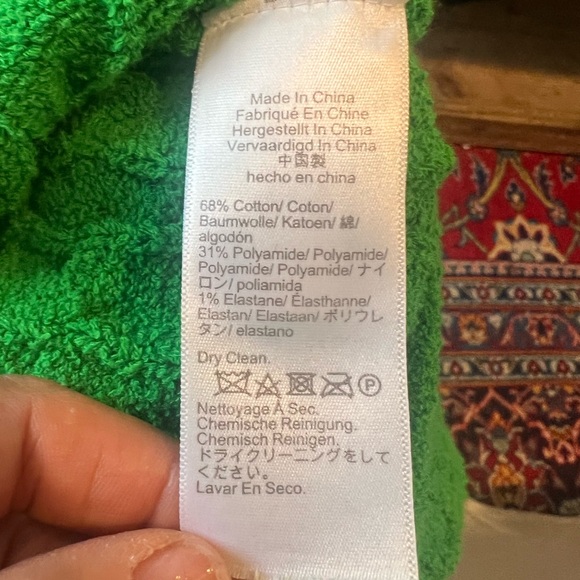 Made In China
Fabriqué En Chine
Hergestellt In China
Vervaardigd In China
中国製
hecho en china
68% Cotton/ Coton/
Baumwolle/ Katoen/ 綿/
algodón
31% Polyamide/ Polyamide/
Polyamide/ Polyamide/ ナイ
ロン/ poliamida
1% Elastane/ Élasthanne/
Elastan/ Elastaan/ ポリウレ
タン/ elastano
Dry Clean.
P
Nettoyage À Sec.
Chemische Reinigung.
Chemisch Reinigen.
ドライクリーニングをして
ください。
Lavar En Seco.